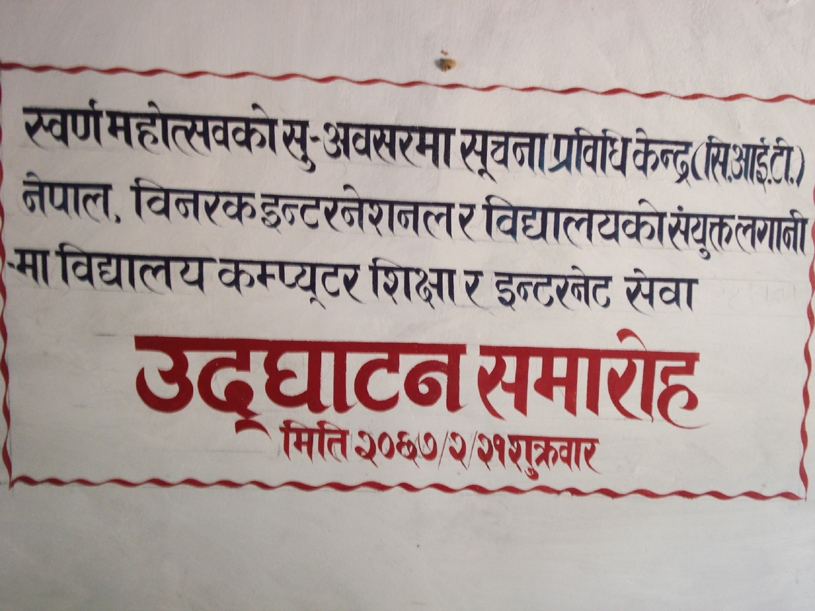 स्वर्ण महोत्सवको सु-अवसरमा सूचना प्रविधि केन्द्र (सि.आई.टी.)
नेपाल, विनरक इन्टरनेशनल र विद्यालयको संयुक्त लगानी
-मा विद्यालय कम्प्यूटर शिक्षा र इन्टरनेट सेवा
उद्घाटन समारोह
मिति २०६७/२/२१ शुक्रवार